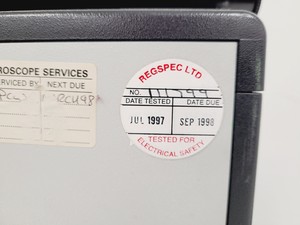 ROSCOPE SERVICES
VICED BY NEXT DUE
REGSPEC LTD
NO.
DATE TESTED DATE DUE
JUL 1997 SEP 1998
TESTED FOR
ELECTRICAL SAFETY